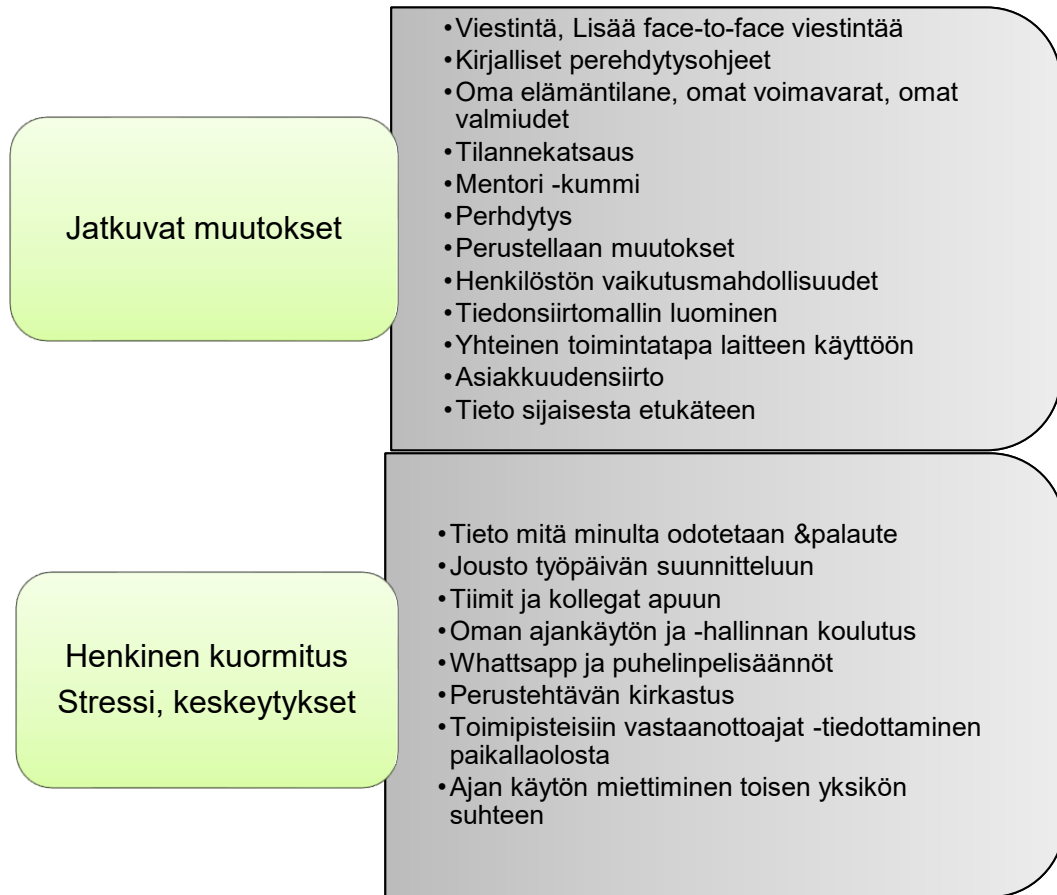 Jatkuvat muutokset
•Viestintä, Lisää face-to-face viestintää
•Kirjalliset perehdytysohjeet
•Oma elämäntilane, omat voimavarat, omat
valmiudet
•Tilannekatsaus
•Mentori -kummi
•Perhdytys
•Perustellaan muutokset
•Henkilöstön vaikutusmahdollisuudet
•Tiedonsiirtomallin luominen
•Yhteinen toimintatapa laitteen käyttöön
•Asiakkuudensiirto
•Tieto sijaisesta etukäteen
Henkinen kuormitus
Stressi, keskeytykset
•Tieto mitä minulta odotetaan &palaute
•Jousto työpäivän suunnitteluun
•Tiimit ja kollegat apuun
•Oman ajankäytön ja -hallinnan koulutus
•Whattsapp ja puhelinpelisäännöt
•Perustehtävän kirkastus
•Toimipisteisiin vastaanottoajat -tiedottaminen
paikallaolosta
•Ajan käytön miettiminen toisen yksikön
suhteen